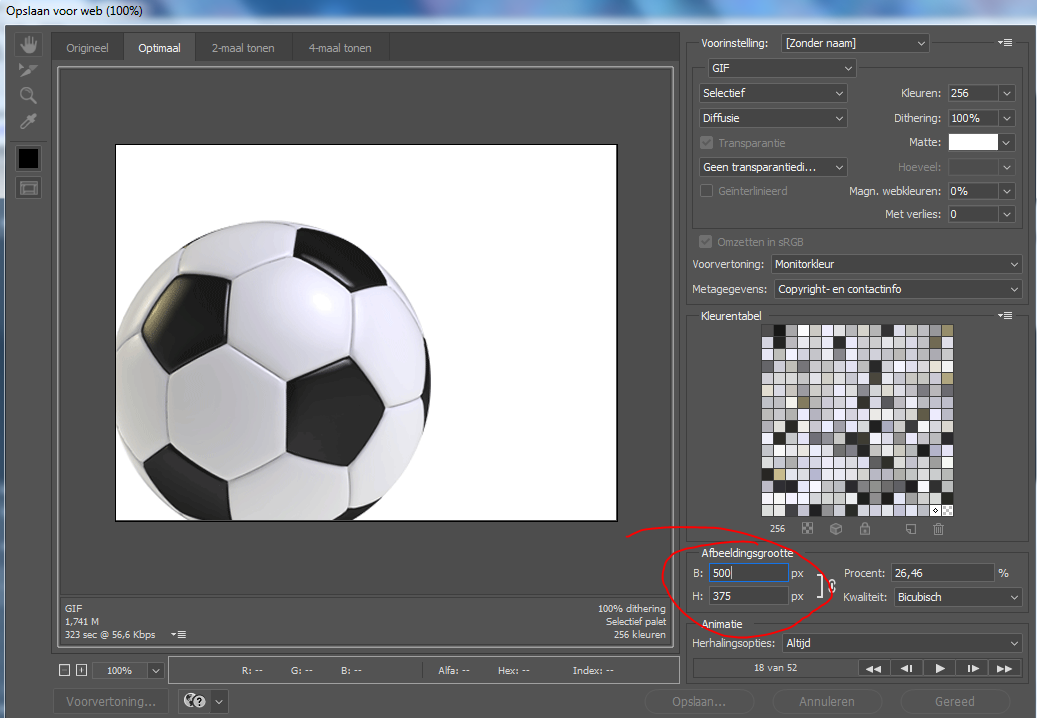 Opslaan voor web (100%)
Origineel
Optimaal
2-maal tonen
4-maal tonen
Voorinstelling: [Zonder naam]
GIF
Selectief
Kleuren: 256
Diffusie
Dithering: 100%
Transparantie
Matte:
Geen transparantiedi...
Hoeveel:
Geïnterlinieerd
Magn. webkleuren: 0%
Met verlies: 0
Omzetten in sRGB
Voorvertoning: Monitorkleur
Metagegevens: Copyright- en contactinfo
Kleurentabel
256
Afbeeldingsgrootte
B: 500 px
Procent: 26,46 %
H: 375 px
Kwaliteit: Bicubisch
Animatie
Herhalingsopties: Altijd
18 van 52
GIF
1,741 M
323 sec @ 56,6 Kbps
100% dithering
Selectief palet
256 kleuren
100%
R: --
G: --
B: --
Alfa: --
Hex: --
Index: --
Voorvertoning...
Opslaan...
Annuleren
Gereed